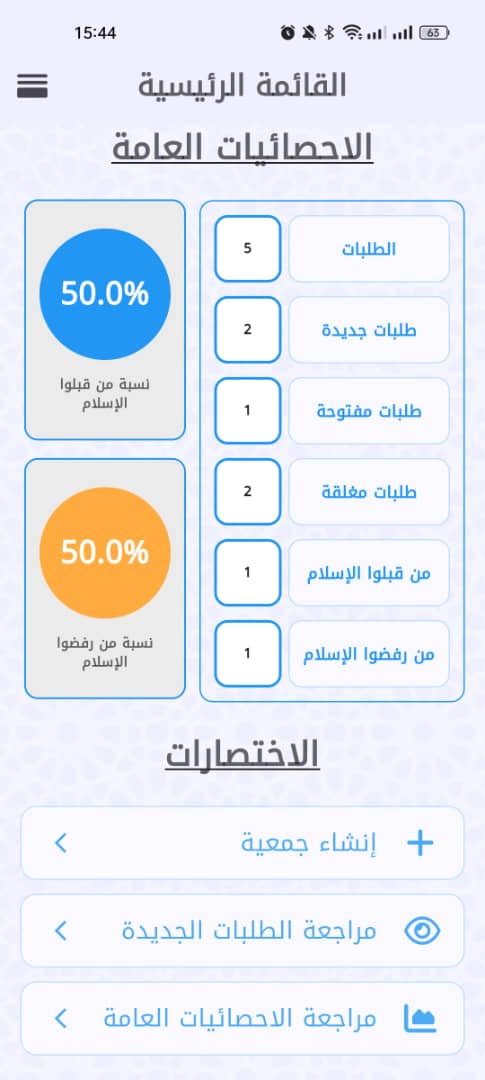 15:44
63
القائمة الرئيسية
الاحصائيات العامة
الطلبات
5
طلبات جديدة
2
طلبات مفتوحة
1
طلبات مغلقة
2
من قبلوا الإسلام
1
من رفضوا الإسلام
1
50.0%
نسبة من قبلوا
الإسلام
50.0%
نسبة من رفضوا
الإسلام
الاختصارات
إنشاء جمعية
مراجعة الطلبات الجديدة
مراجعة الاحصائيات العامة